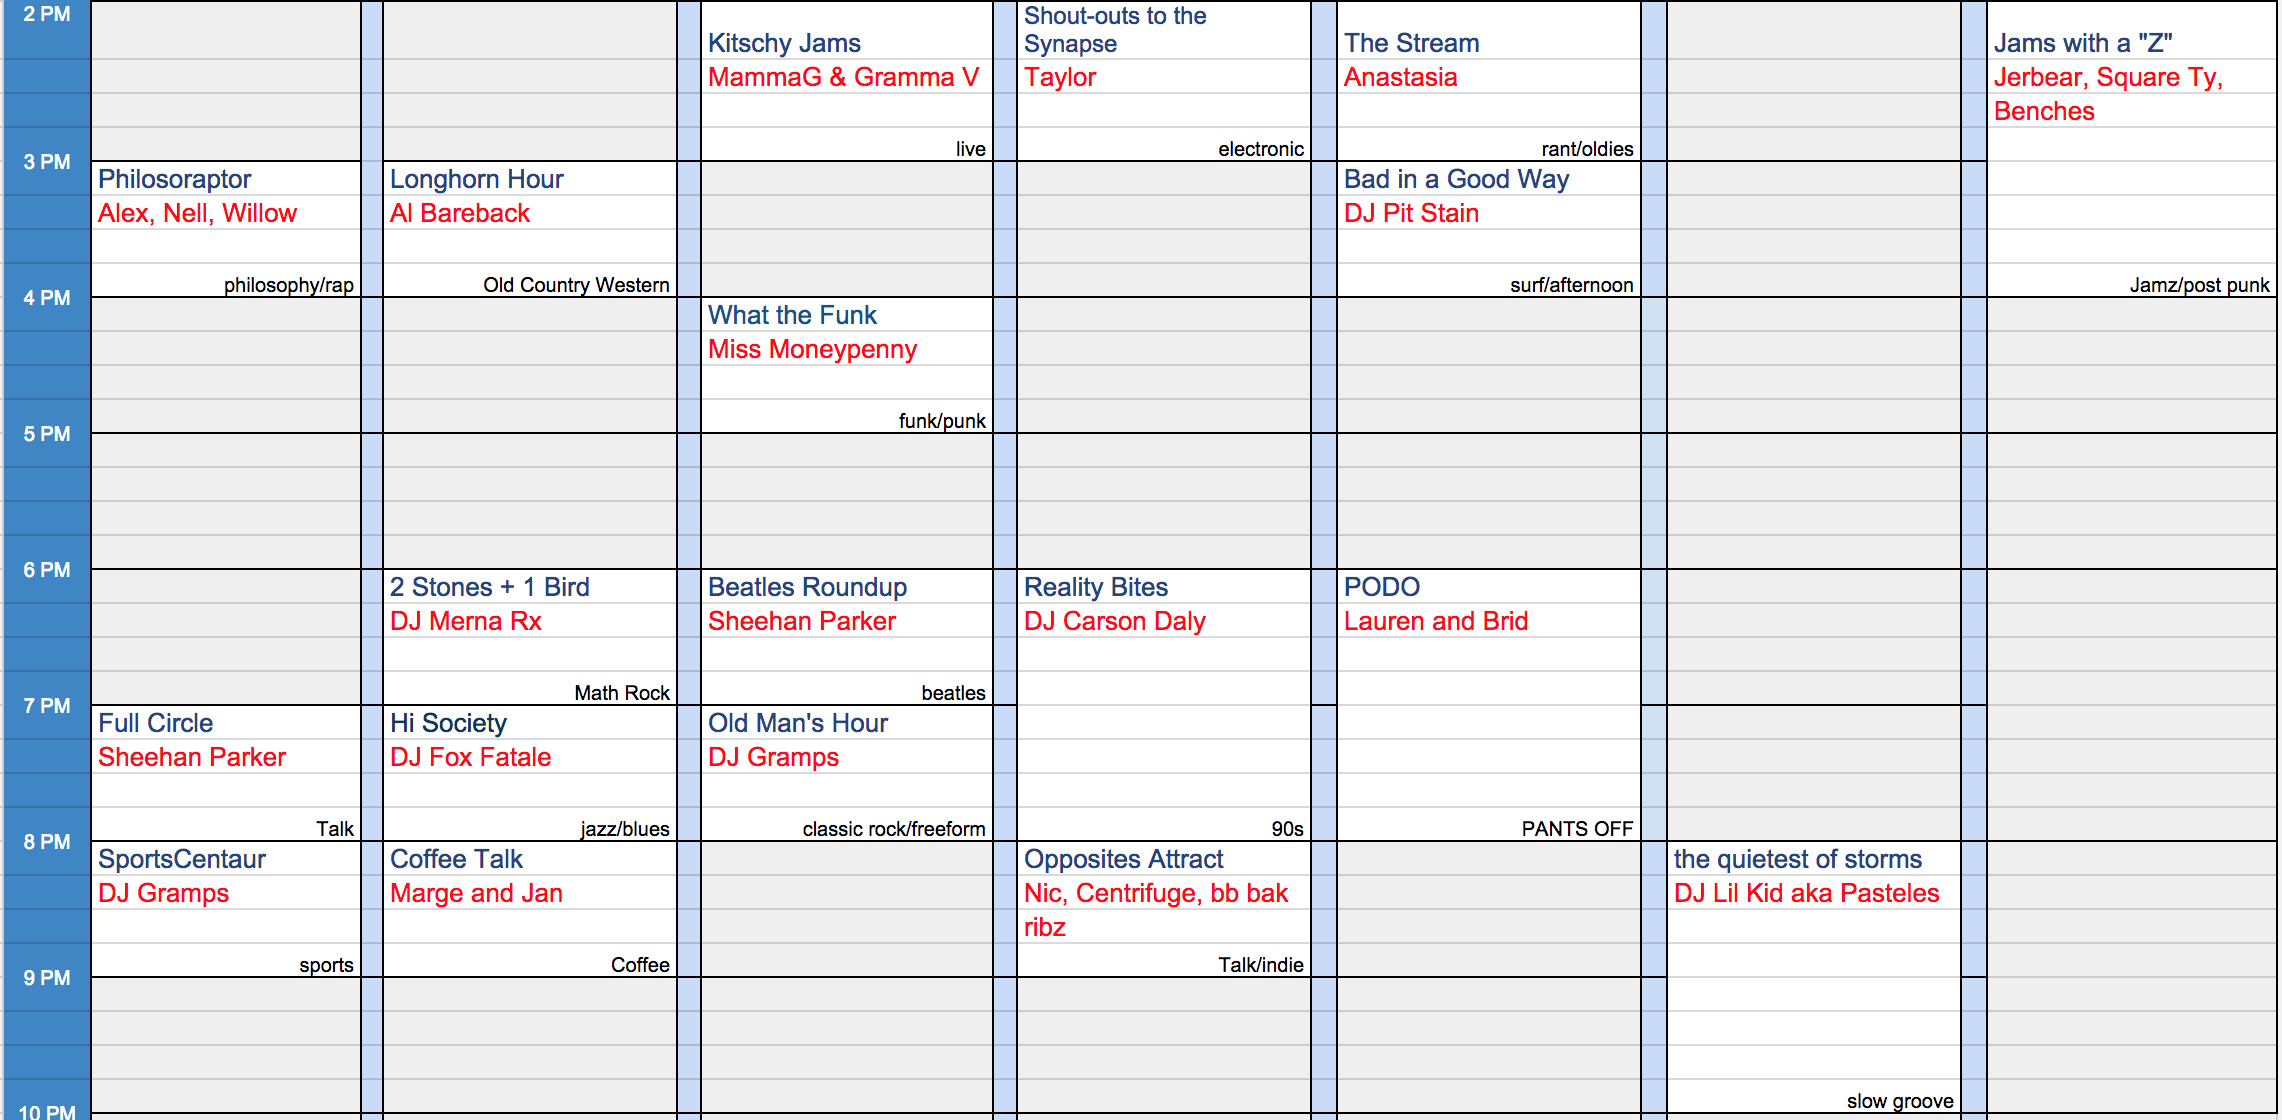 2 PM
Kitschy Jams
MammaG & Gramma V
live
Shout-outs to the
Synapse
Taylor
electronic
The Stream
Anastasia
rant/oldies
Jams with a "Z"
Jerbear, Square Ty,
Benches
Jamz/post punk
3 PM
Philosoraptor
Alex, Nell, Willow
philosophy/rap
Longhorn Hour
Al Bareback
Old Country Western
Bad in a Good Way
DJ Pit Stain
surf/afternoon
4 PM
What the Funk
Miss Moneypenny
funk/punk
5 PM
6 PM
2 Stones + 1 Bird
DJ Merna Rx
Math Rock
Beatles Roundup
Sheehan Parker
beatles
Reality Bites
DJ Carson Daly
90s
PODO
Lauren and Brid
PANTS OFF
7 PM
Full Circle
Sheehan Parker
Talk
Hi Society
DJ Fox Fatale
jazz/blues
Old Man's Hour
DJ Gramps
classic rock/freeform
8 PM
SportsCentaur
DJ Gramps
sports
Coffee Talk
Marge and Jan
Coffee
Opposites Attract
Nic, Centrifuge, bb bak
ribz
Talk/indie
the quietest of storms
DJ Lil Kid aka Pasteles
slow groove
9 PM
10 PM